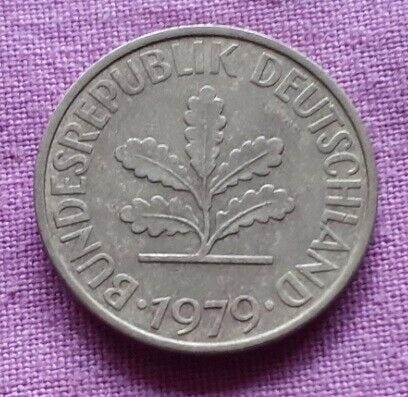 BUNDESREPUBLIK DEUTSCHLAND
· 1979 ·